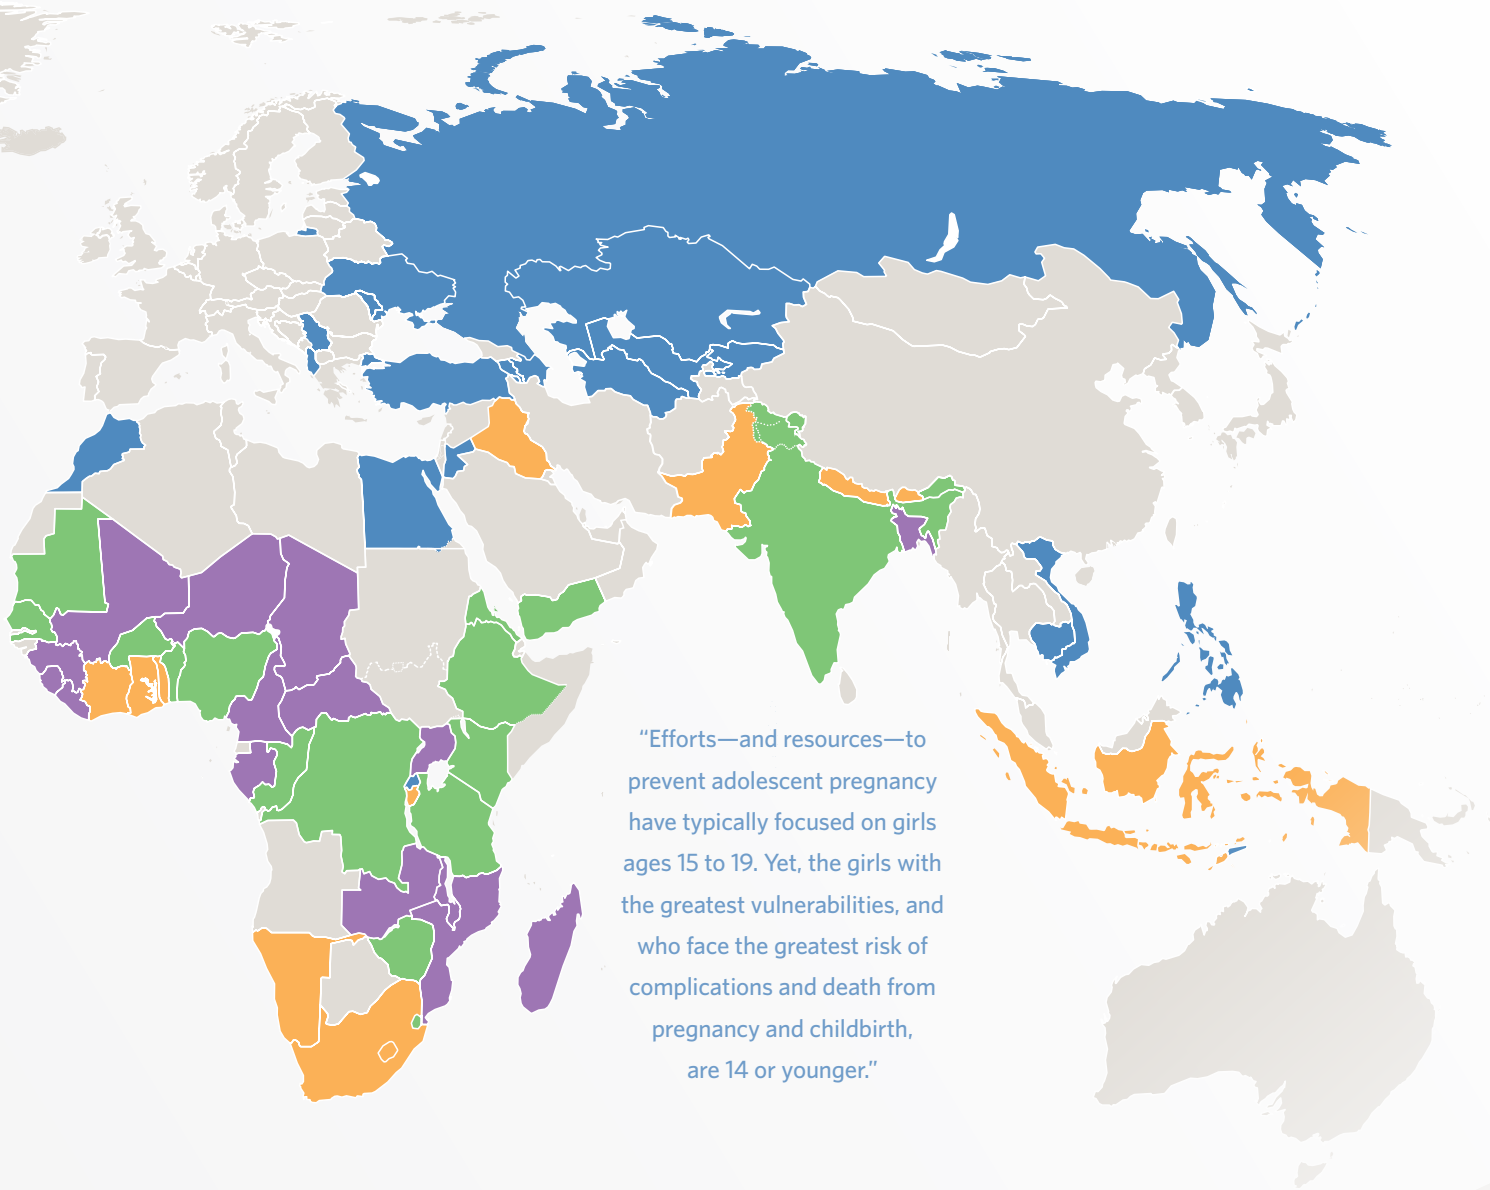 “Efforts—and resources—to
prevent adolescent pregnancy
have typically focused on girls
ages 15 to 19. Yet, the girls with
the greatest vulnerabilities, and
who face the greatest risk of
complications and death from
pregnancy and childbirth,
are 14 or younger.”